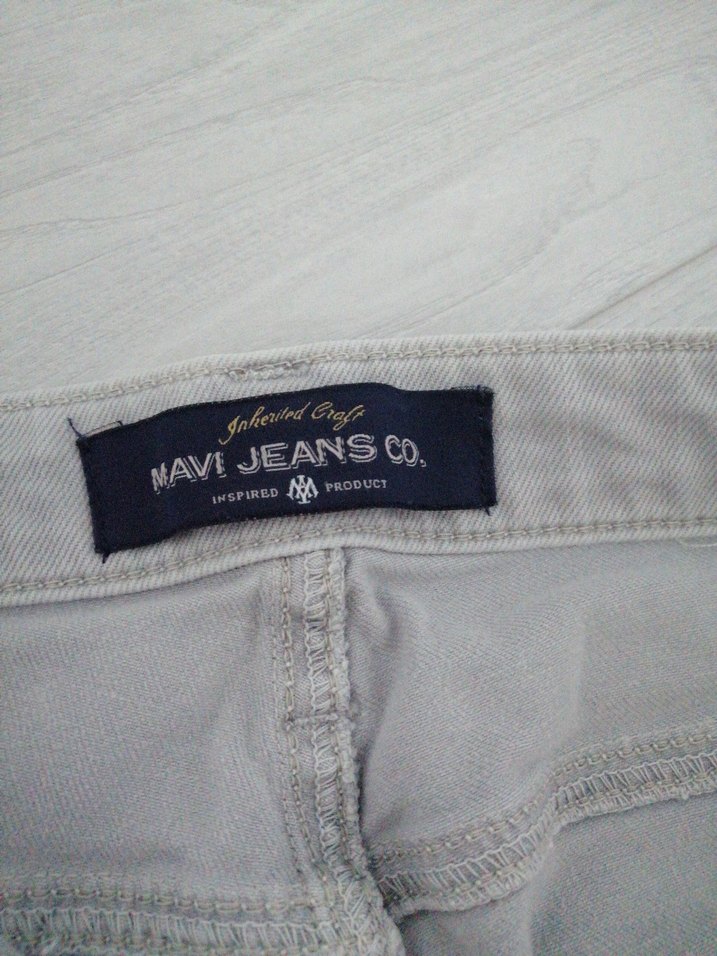 Inherited Craft
MAVI JEANS CO.
INSPIRED M PRODUCT